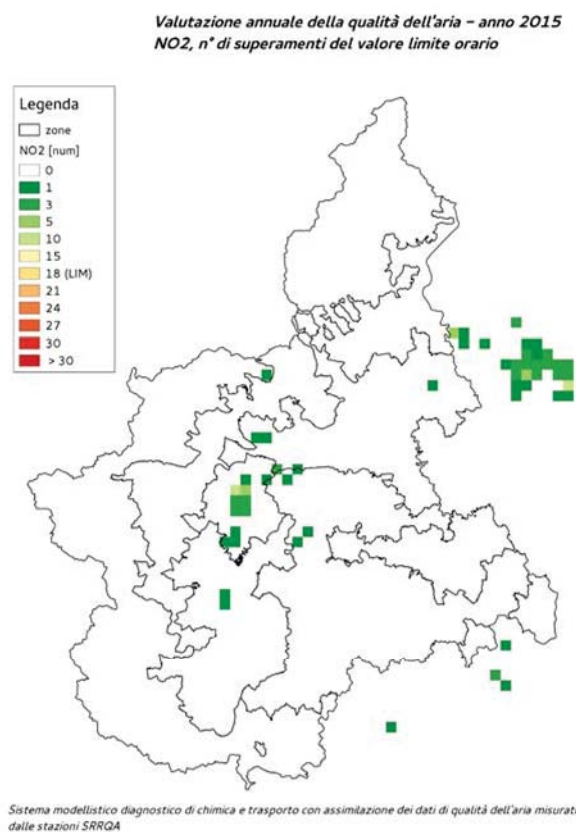 Valutazione annuale della qualità dell'aria – anno 2015
NO2, n° di superamenti del valore limite orario
Legenda
zone
NO2 [num]
0
1
3
5
10
15
18 (LIM)
21
24
27
30
> 30
Sistema modellistico diagnostico di chimica e trasporto con assimilazione dei dati di qualità dell'aria misurati
dalle stazioni SRRQA